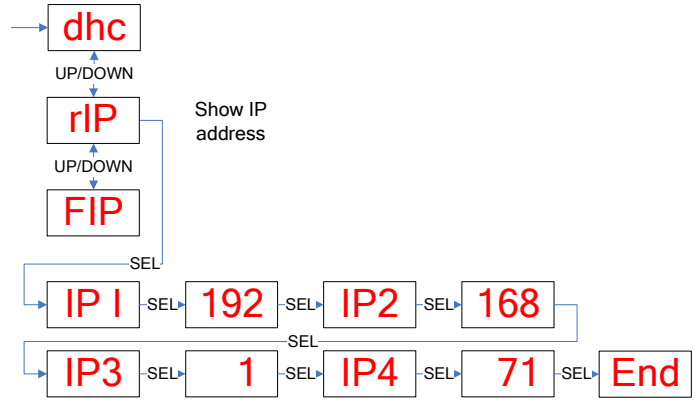 dhc
UP/DOWN
rIP
Show IP
address
UP/DOWN
FIP
SEL
IP I SEL 192 SEL IP2 SEL 168
SEL
IP3 SEL 1 SEL IP4 SEL 71 SEL End